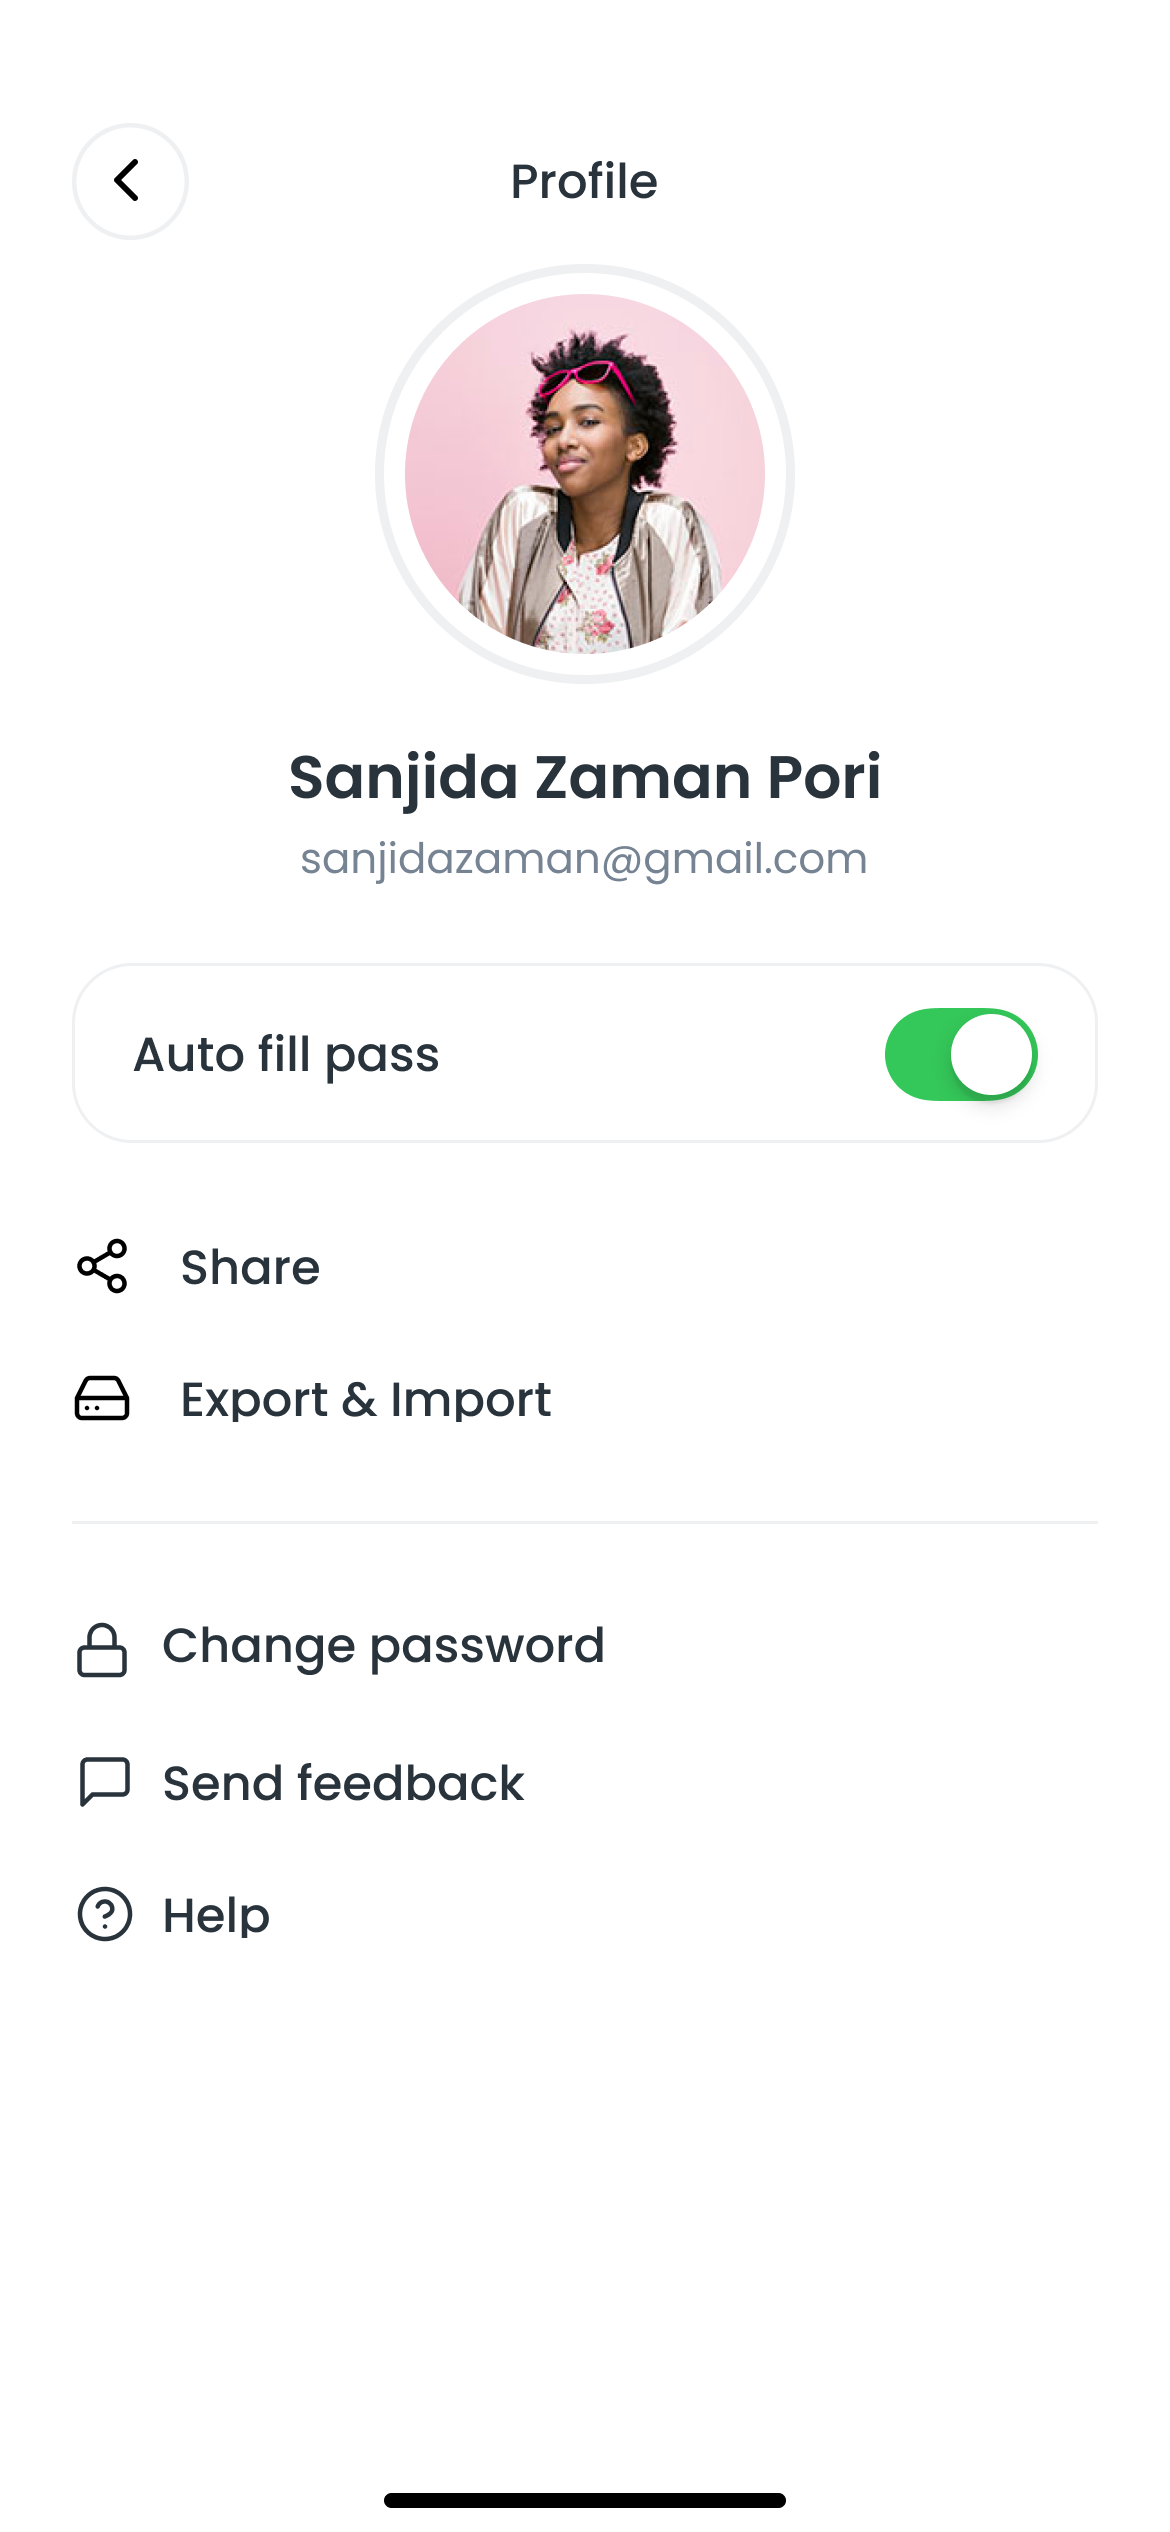 Profile
Sanjida Zaman Pori
sanjidazaman@gmail.com
Auto fill pass
Share
Export & Import
Change password
Send feedback
Help